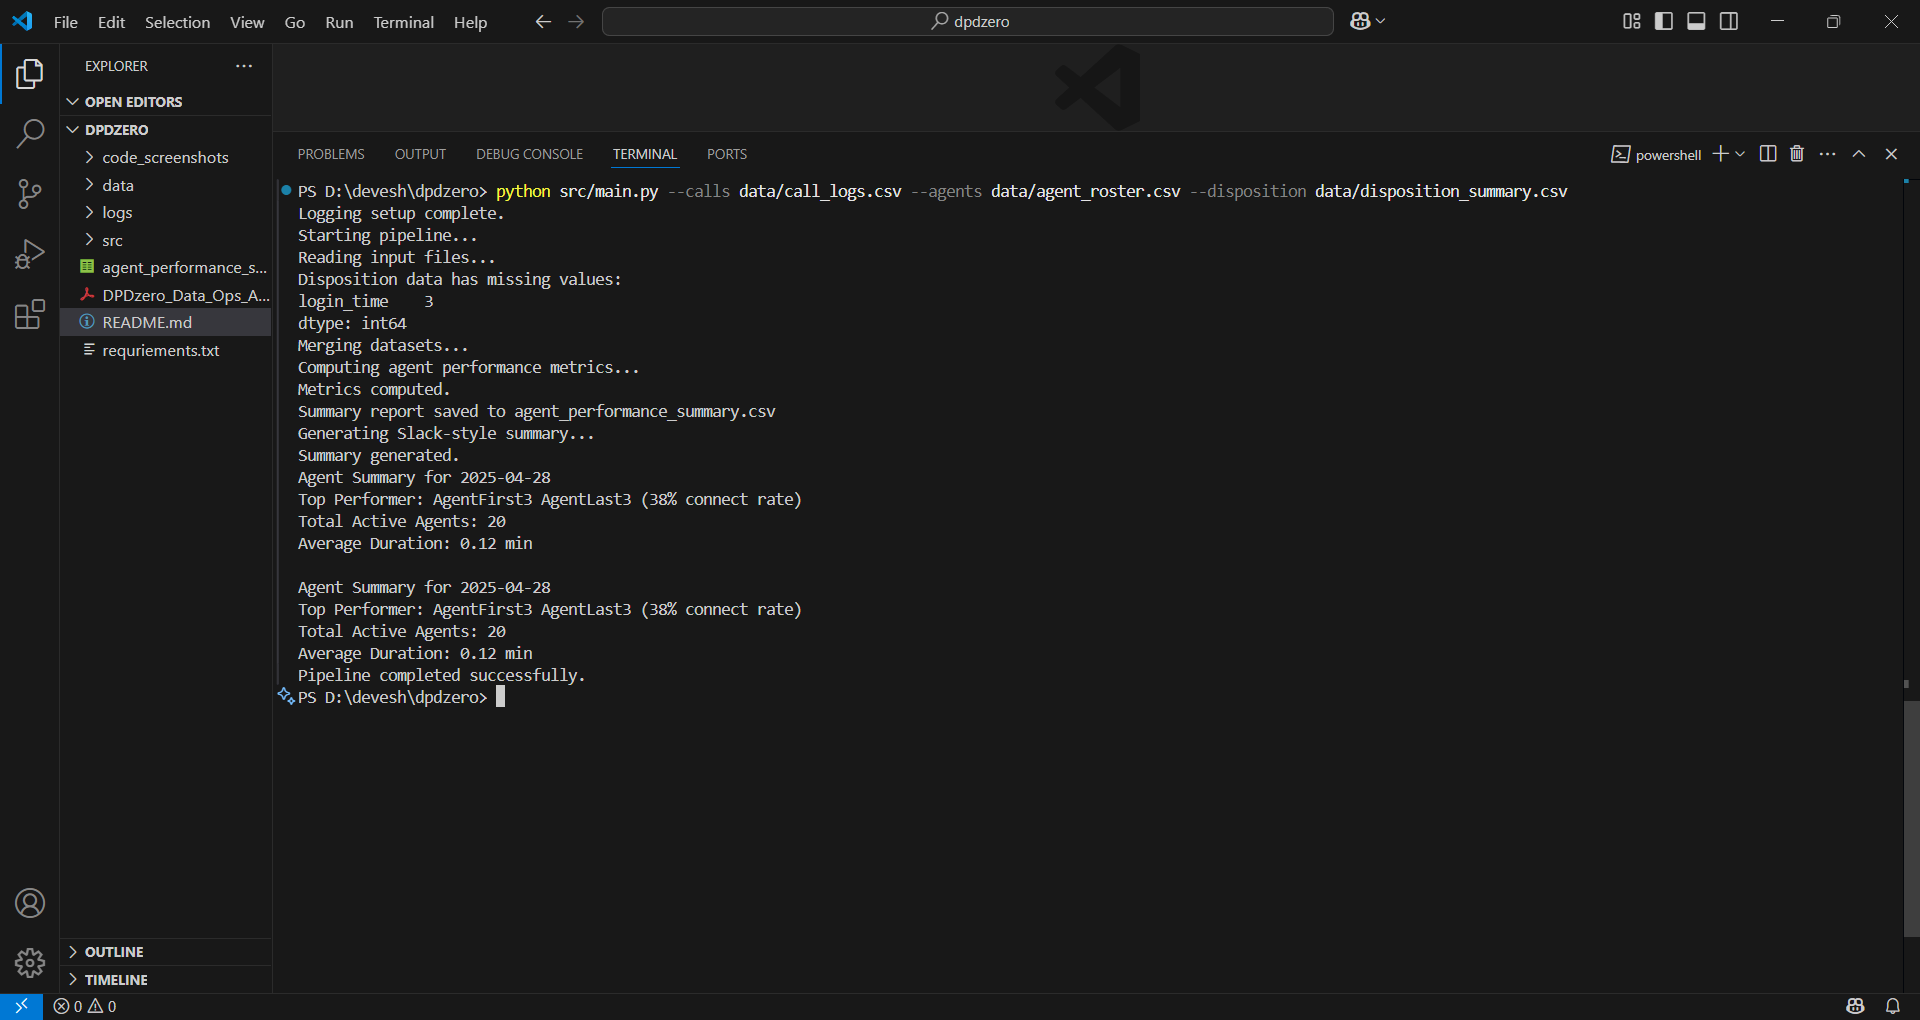 File Edit Selection View Go Run Terminal Help
dpdzero
EXPLORER
OPEN EDITORS
DPDZERO
code_screenshots
data
logs
src
agent_performance_s...
DPDzero_Data_Ops_A...
README.md
requriements.txt
OUTLINE
TIMELINE
PROBLEMS OUTPUT DEBUG CONSOLE TERMINAL PORTS
powershell
PS D:\devesh\dpdzero> python src/main.py --calls data/call_logs.csv --agents data/agent_roster.csv --disposition data/disposition_summary.csv
Logging setup complete.
Starting pipeline...
Reading input files...
Disposition data has missing values:
login_time    3
dtype: int64
Merging datasets...
Computing agent performance metrics...
Metrics computed.
Summary report saved to agent_performance_summary.csv
Generating Slack-style summary...
Summary generated.
Agent Summary for 2025-04-28
Top Performer: AgentFirst3 AgentLast3 (38% connect rate)
Total Active Agents: 20
Average Duration: 0.12 min
Agent Summary for 2025-04-28
Top Performer: AgentFirst3 AgentLast3 (38% connect rate)
Total Active Agents: 20
Average Duration: 0.12 min
Pipeline completed successfully.
PS D:\devesh\dpdzero>
0 0